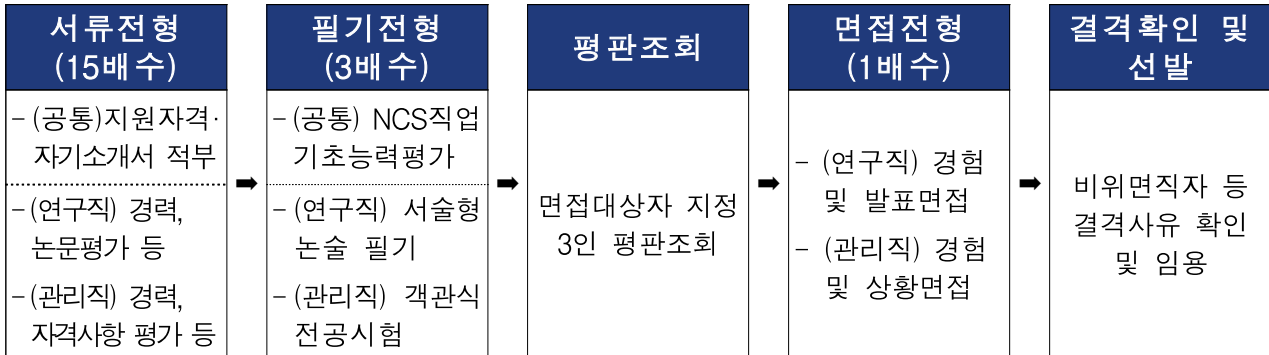 서류전형
(15배수)
- (공통)지원자격·
자기소개서 적부
- (연구직) 경력,
논문평가 등
- (관리직) 경력,
자격사항 평가 등
필기전형
(3배수)
- (공통) NCS직업
기초능력평가
- (연구직) 서술형
논술 필기
- (관리직) 객관식
전공시험
평판조회
면접대상자 지정
3인 평판조회
면접전형
(1배수)
- (연구직) 경험
및 발표면접
- (관리직) 경험
및 상황면접
결격확인 및
선발
비위면직자 등
결격사유 확인
및 임용